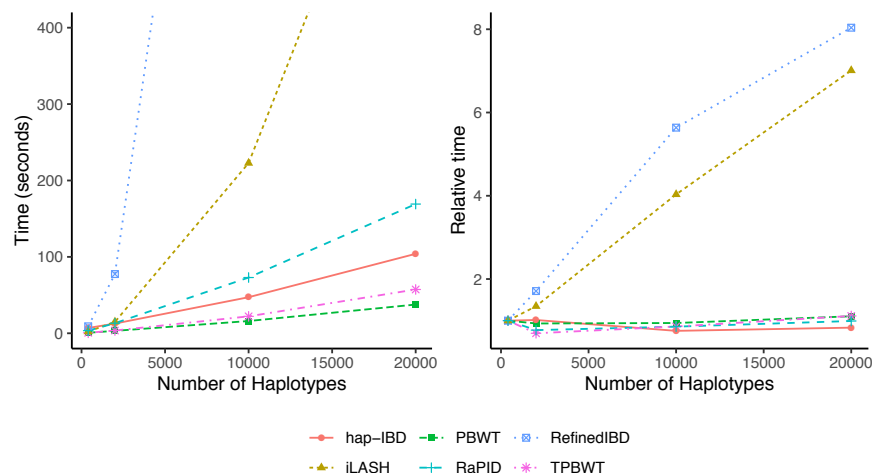 400
300
200
100
0
Time (seconds)
0 5000 10000 15000 20000
Number of Haplotypes
8
6
4
2
Relative time
0 5000 10000 15000 20000
Number of Haplotypes
hap−IBD PBWT RefinedIBD
iLASH RaPID TPBWT